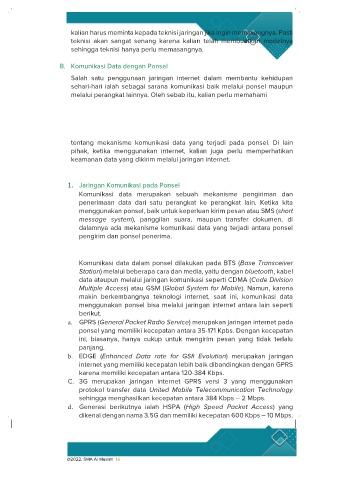 kalian harus meminta kepada teknisi jaringan jika ingin memasangnya. Pasti
teknisi akan sangat senang karena kalian telah membangun modelnya
sehingga teknisi hanya perlu memasangnya.
B. Komunikasi Data dengan Ponsel
Salah satu penggunaan jaringan internet dalam membantu kehidupan
sehari-hari ialah sebagai sarana komunikasi baik melalui ponsel maupun
melalui perangkat lainnya. Oleh sebab itu, kalian perlu memahami
tentang mekanisme komunikasi data yang terjadi pada ponsel. Di lain
pihak, ketika menggunakan internet, kalian juga perlu memperhatikan
keamanan data yang dikirim melalui jaringan internet.
1. Jaringan Komunikasi pada Ponsel
Komunikasi data merupakan sebuah mekanisme pengiriman dan
penerimaan data dari satu perangkat ke perangkat lain. Ketika kita
menggunakan ponsel, baik untuk keperluan kirim pesan atau SMS (short
message system), panggilan suara, maupun transfer dokumen, di
dalamnya ada mekanisme komunikasi data yang terjadi antara ponsel
pengirim dan ponsel penerima.
Komunikasi data dalam ponsel dilakukan pada BTS (Base Transceiver
Station) melalui beberapa cara dan media, yaitu dengan bluetooth, kabel
data ataupun melalui jaringan komunikasi seperti CDMA (Code Division
Multiple Access) atau GSM (Global System for Mobile). Namun, karena
makin berkembangnya teknologi internet, saat ini, komunikasi data
menggunakan ponsel bisa melalui jaringan internet antara lain seperti
berikut.
a. GPRS (General Packet Radio Service) merupakan jaringan internet pada
ponsel yang memiliki kecepatan antara 35-171 Kpbs. Dengan kecepatan
ini, biasanya, hanya cukup untuk mengirim pesan yang tidak terlalu
panjang.
b. EDGE (Enhanced Data rate for GSM Evolution) merupakan jaringan
internet yang memiliki kecepatan lebih baik dibandingkan dengan GPRS
karena memiliki kecepatan antara 120-384 Kbps.
C. 3G merupakan jaringan internet GPRS versi 3 yang menggunakan
protokol transfer data United Mobile Telecommunication Technology
sehingga menghasilkan kecepatan antara 384 Kbps – 2 Mbps.
d. Generasi berikutnya ialah HSPA (High Speed Packet Access) yang
dikenal dengan nama 3.5G dan memiliki kecepatan 600 Kbps – 10 Mbps.
@2022, SMA Al Masoem